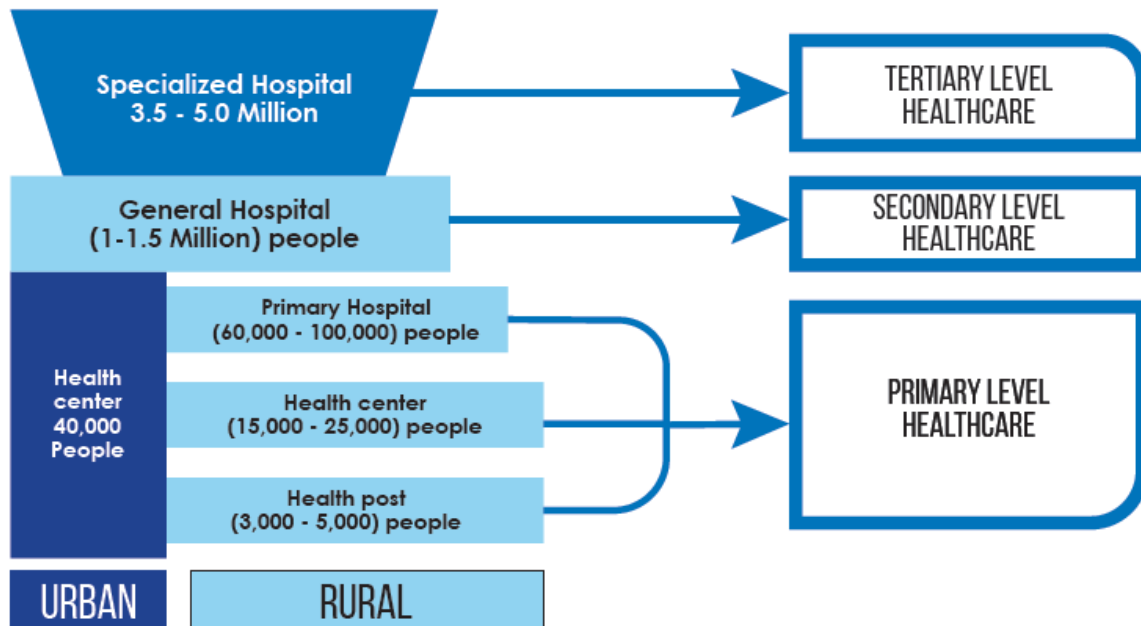 Specialized Hospital
3.5 - 5.0 Million
TERTIARY LEVEL
HEALTHCARE
General Hospital
(1-1.5 Million) people
SECONDARY LEVEL
HEALTHCARE
Health
center
40,000
People
Primary Hospital
(60,000 - 100,000) people
Health center
(15,000 - 25,000) people
Health post
(3,000 - 5,000) people
PRIMARY LEVEL
HEALTHCARE
URBAN
RURAL